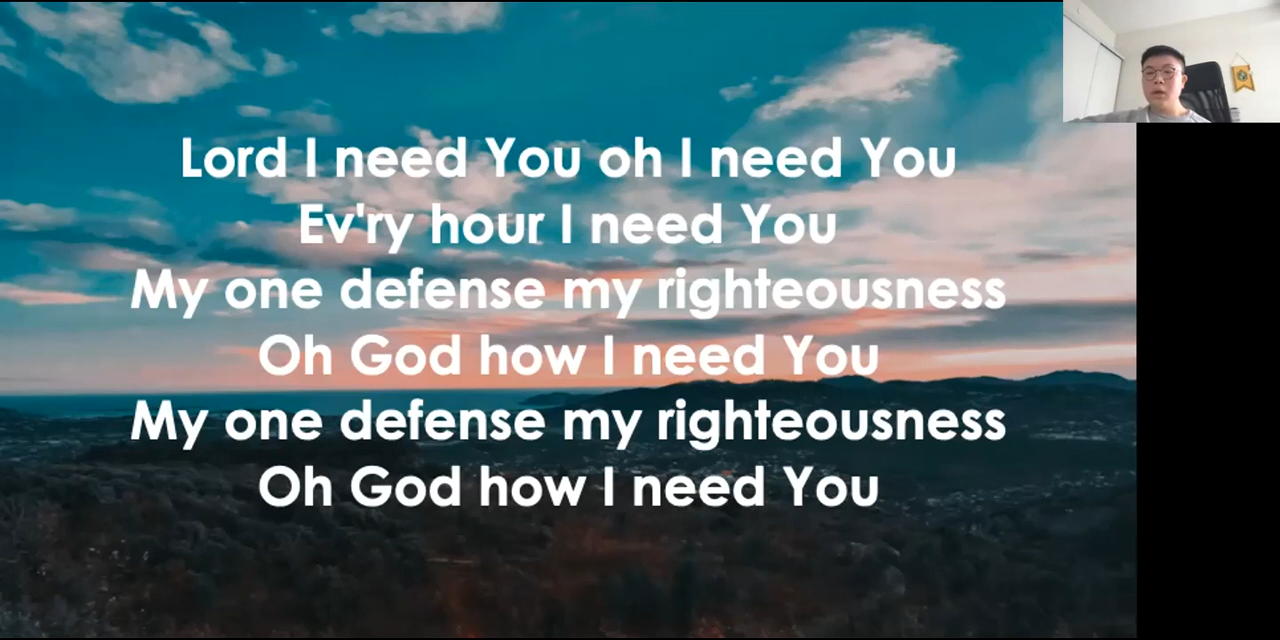 Lord I need You oh I need You
Ev'ry hour I need You
My one defense my righteousness
Oh God how I need You
My one defense my righteousness
Oh God how I need You